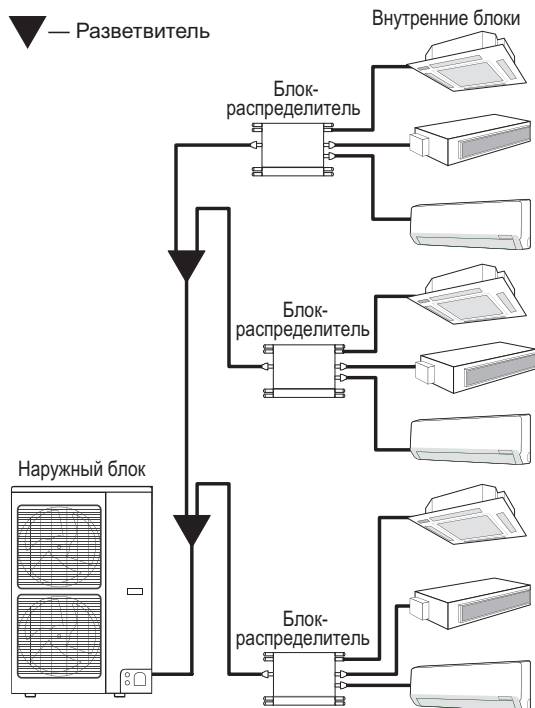 — Разветвитель
Внутренние блоки
Блок-
распределитель
Блок-
распределитель
Наружный блок
Блок-
распределитель